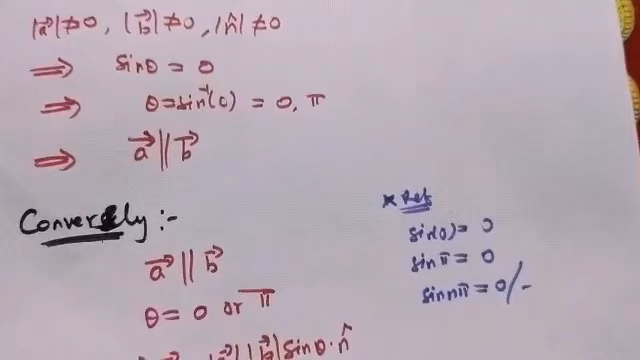 |a⃗| ≠ 0, |b⃗| ≠ 0, |n̂| ≠ 0
⇒ sinθ = 0
⇒ θ = sin⁻¹(0) = 0, π
⇒ a⃗ || b⃗
Conversely :-
a⃗ || b⃗
θ = 0 or π
|b⃗| sinθ · n̂
* Ref
sin(0) = 0
sin π = 0
sin nπ = 0 /-